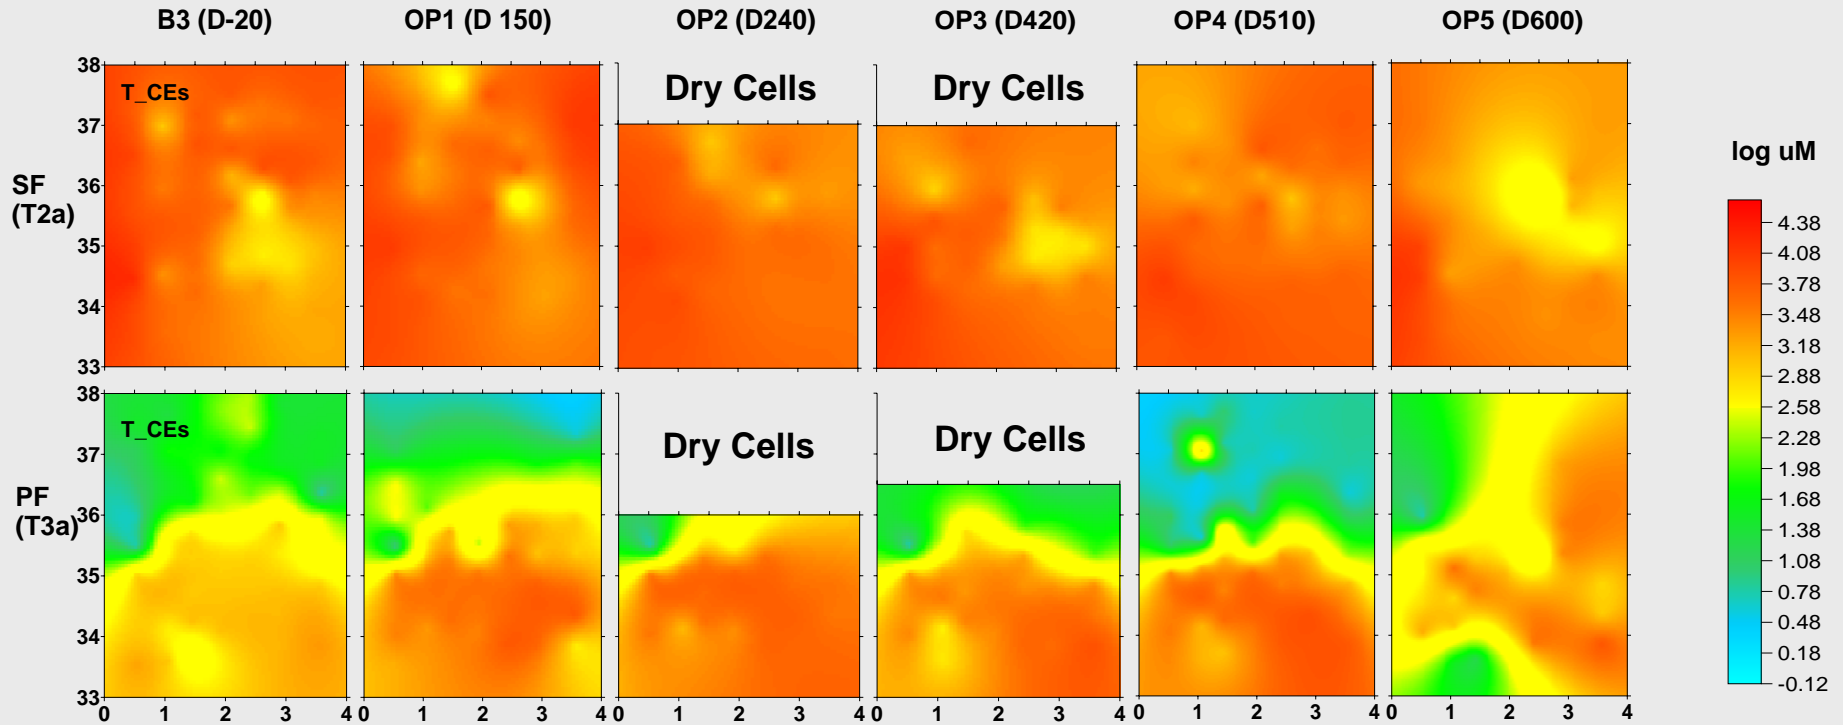 B3 (D-20) OP1 (D 150) OP2 (D240) OP3 (D420) OP4 (D510) OP5 (D600)
SF
(T2a)
38
37
36
35
34
33
T_CEs
Dry Cells
Dry Cells
PF
(T3a)
38
37
36
35
34
33
T_CEs
Dry Cells
Dry Cells
0 1 2 3 4 0 1 2 3 4 0 1 2 3 4 0 1 2 3 4 0 1 2 3 4 0 1 2 3 4
log uM
4.38
4.08
3.78
3.48
3.18
2.88
2.58
2.28
1.98
1.68
1.38
1.08
0.78
0.48
0.18
-0.12